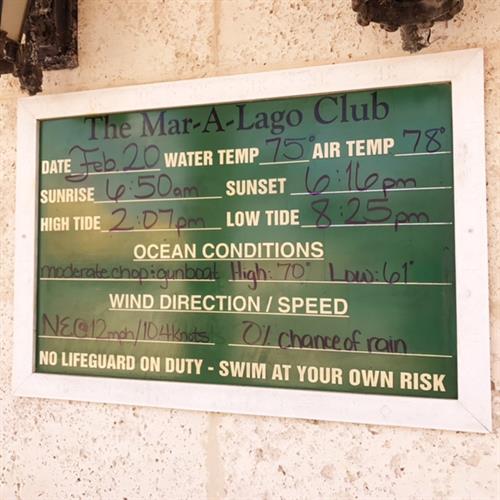 The Mar-A-Lago Club
DATE Feb. 20 WATER TEMP 75° AIR TEMP 78°
SUNRISE 6:50am SUNSET 6:16pm
HIGH TIDE 2:07pm LOW TIDE 8:25pm
OCEAN CONDITIONS
moderate chop; gunboat High: 70° Low: 61°
WIND DIRECTION / SPEED
NE@12mph/10.4knots 0% chance of rain
NO LIFEGUARD ON DUTY - SWIM AT YOUR OWN RISK